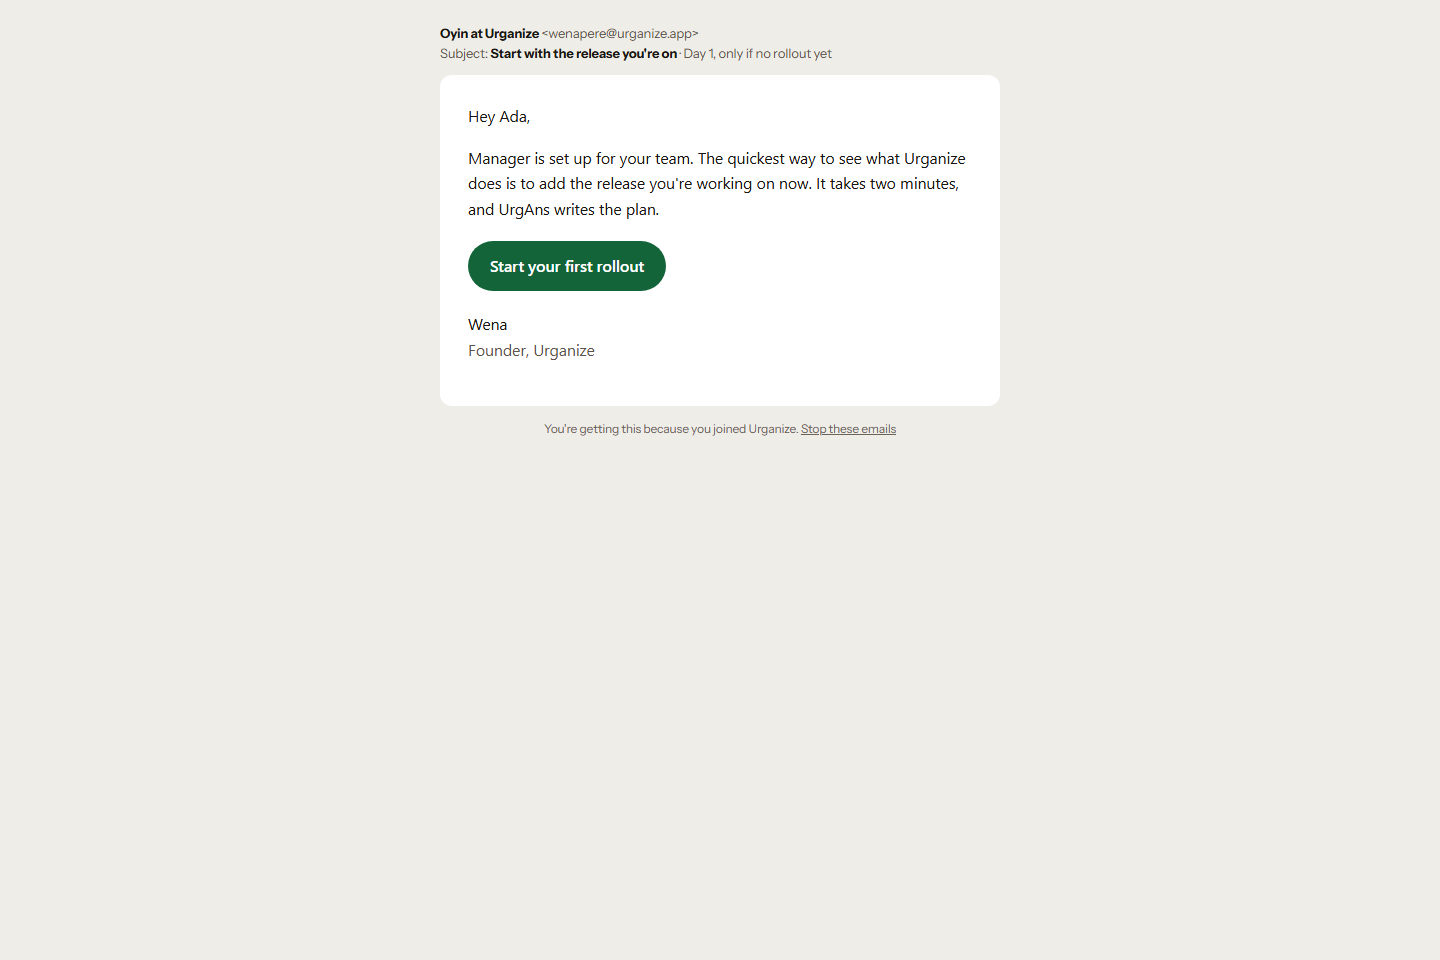 Oyin at Urganize <wenapere@urganize.app>
Subject: Start with the release you're on · Day 1, only if no rollout yet
Hey Ada,
Manager is set up for your team. The quickest way to see what Urganize
does is to add the release you're working on now. It takes two minutes,
and UrgAns writes the plan.
Start your first rollout
Wena
Founder, Urganize
You're getting this because you joined Urganize. Stop these emails